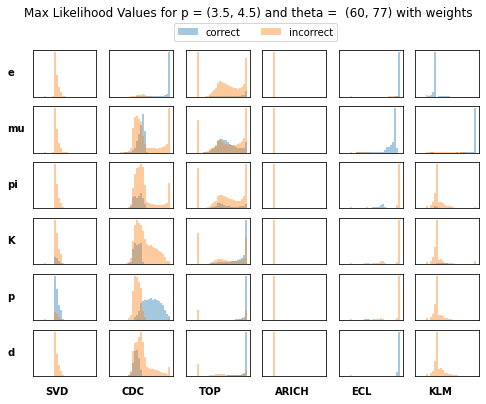 Max Likelihood Values for p = (3.5, 4.5) and theta =  (60, 77) with weights
correct incorrect
e
mu
pi
K
p
d
SVD CDC TOP ARICH ECL KLM